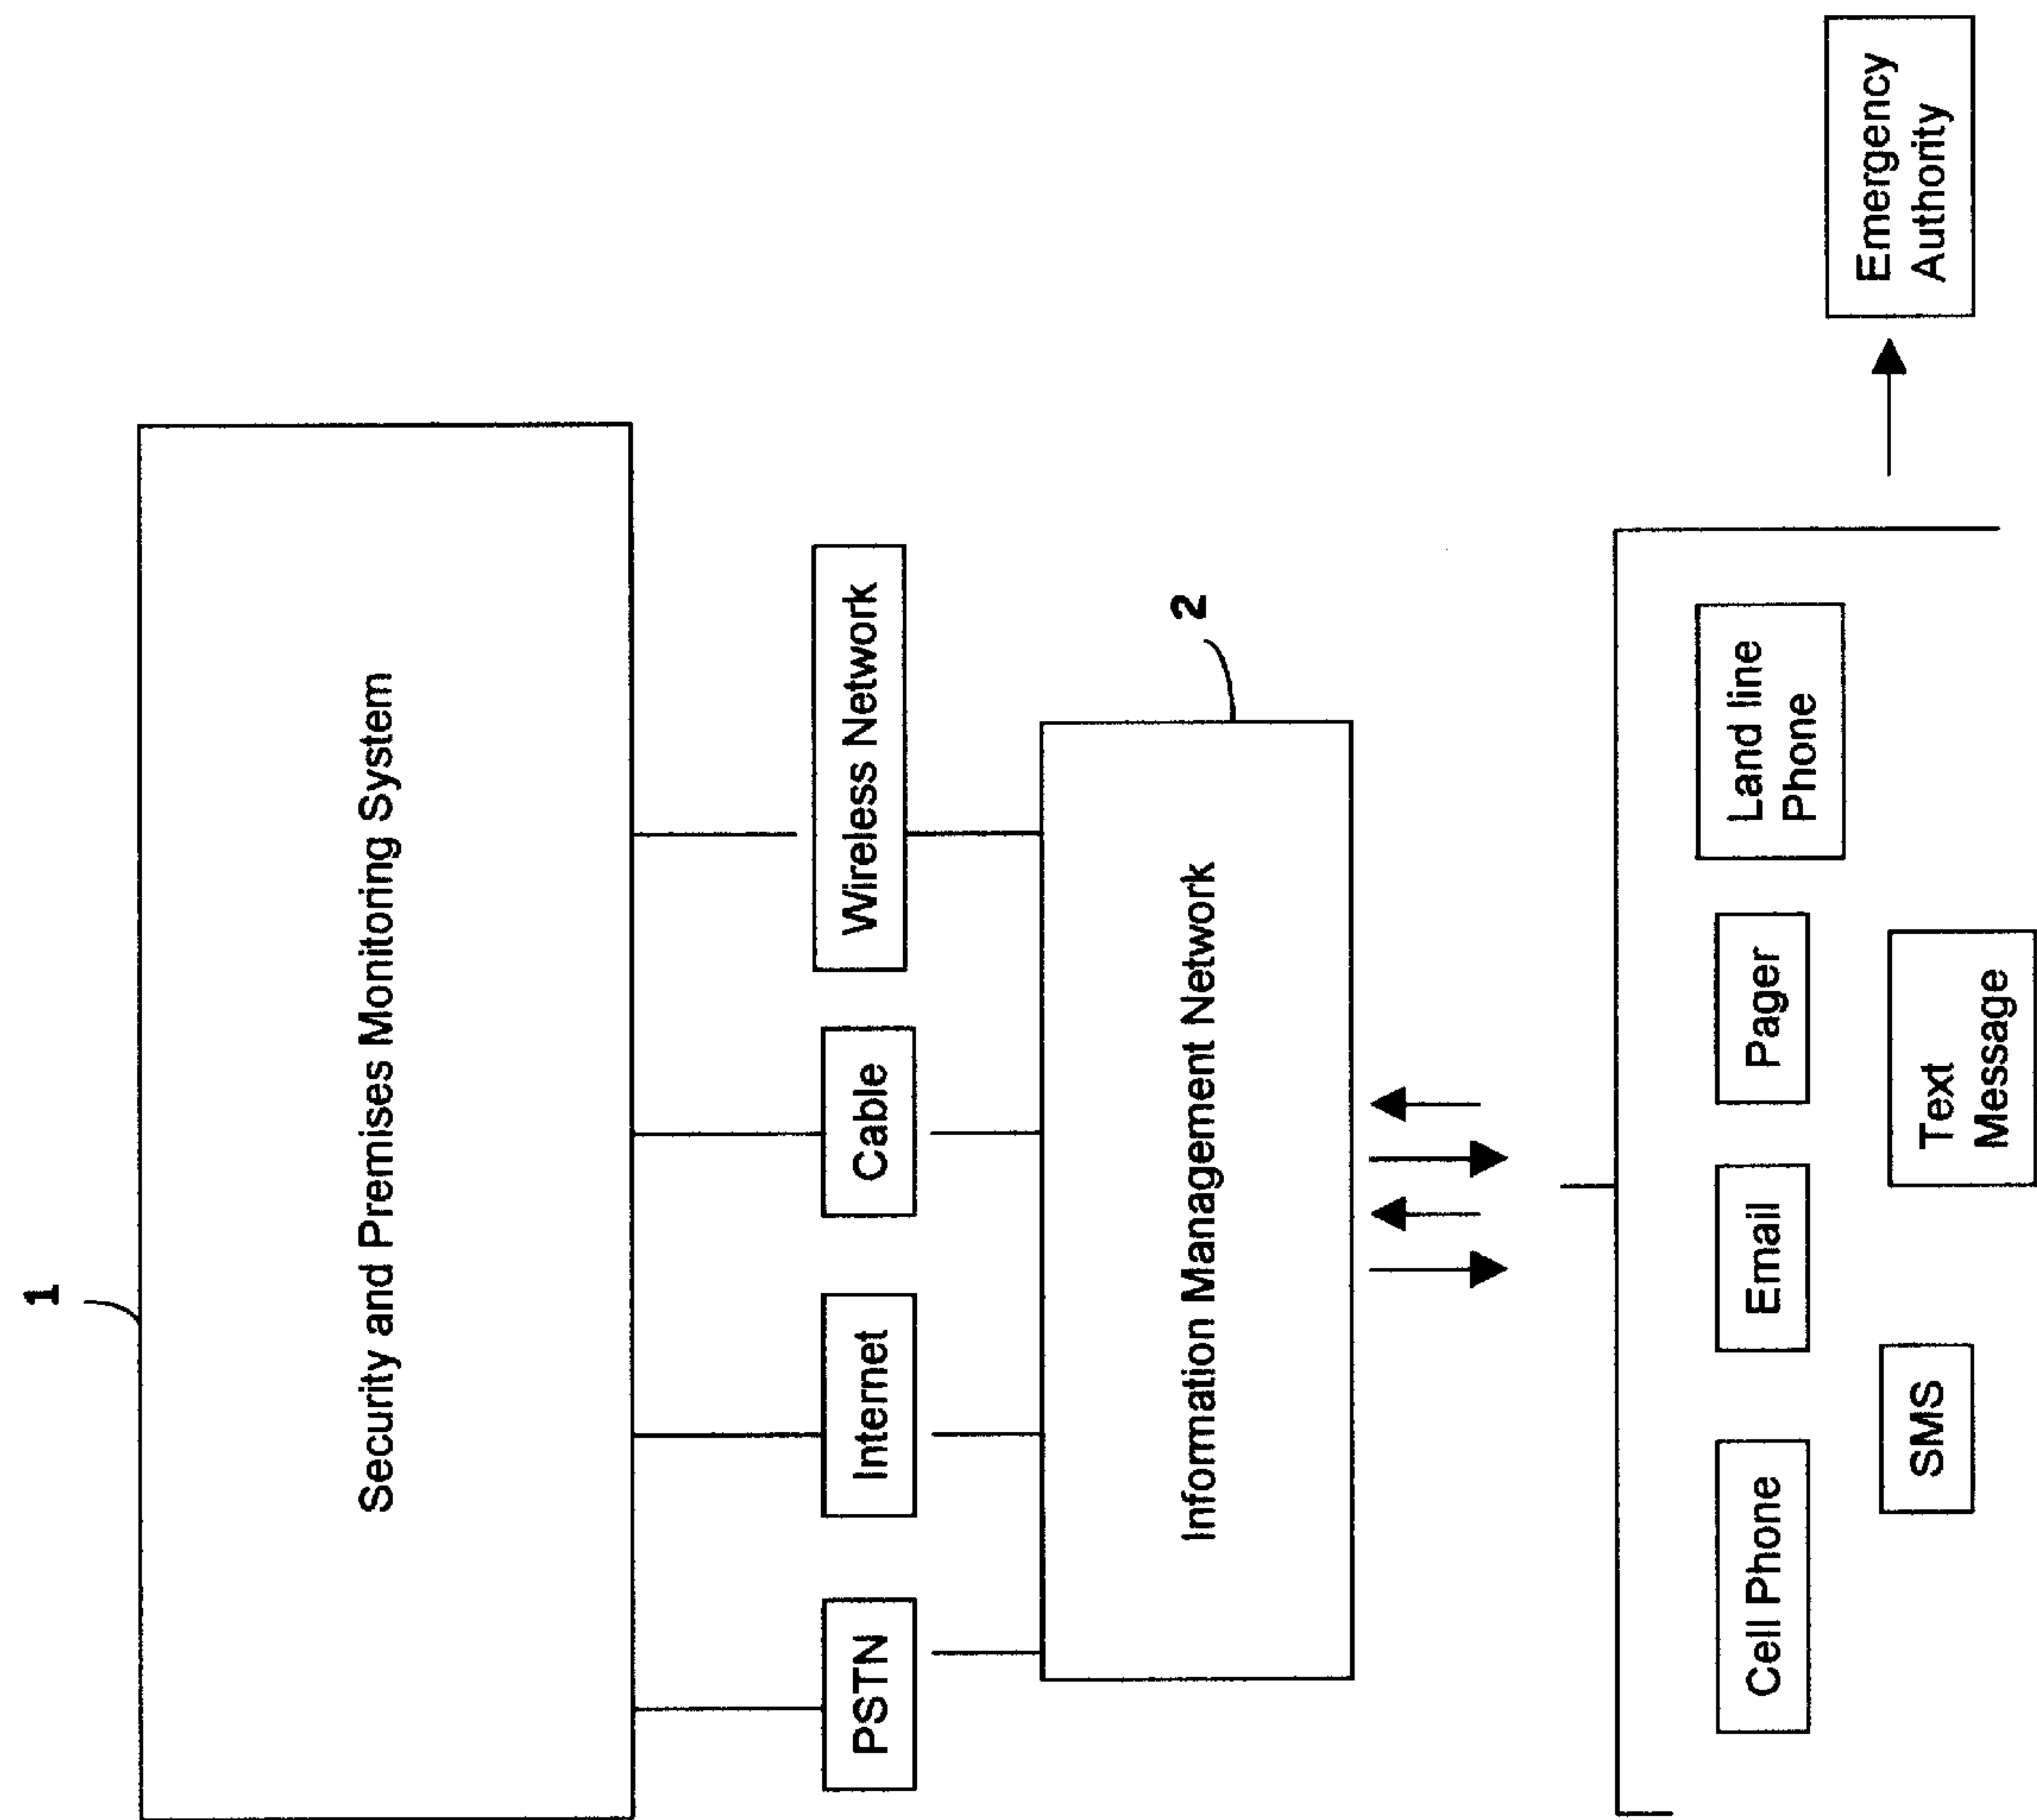 1
Security and Premises Monitoring System
PSTN
Internet
Cable
Wireless Network
2
Information Management Network
Cell Phone
Email
Pager
Land line
Phone
SMS
Text
Message
Emergency
Authority